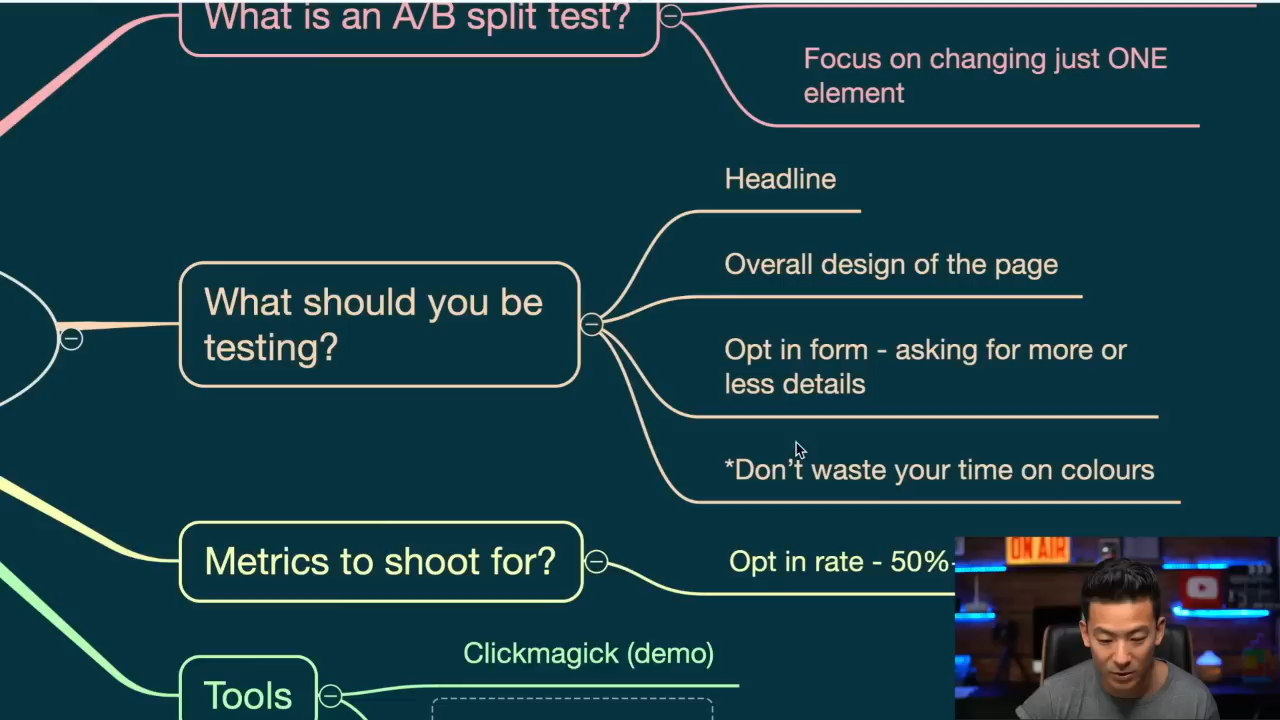 What is an A/B split test?
Focus on changing just ONE
element
Headline
Overall design of the page
What should you be
testing?
Opt in form - asking for more or
less details
*Don't waste your time on colours
Metrics to shoot for?
Opt in rate - 50%
ON AIR
Clickmagick (demo)
Tools